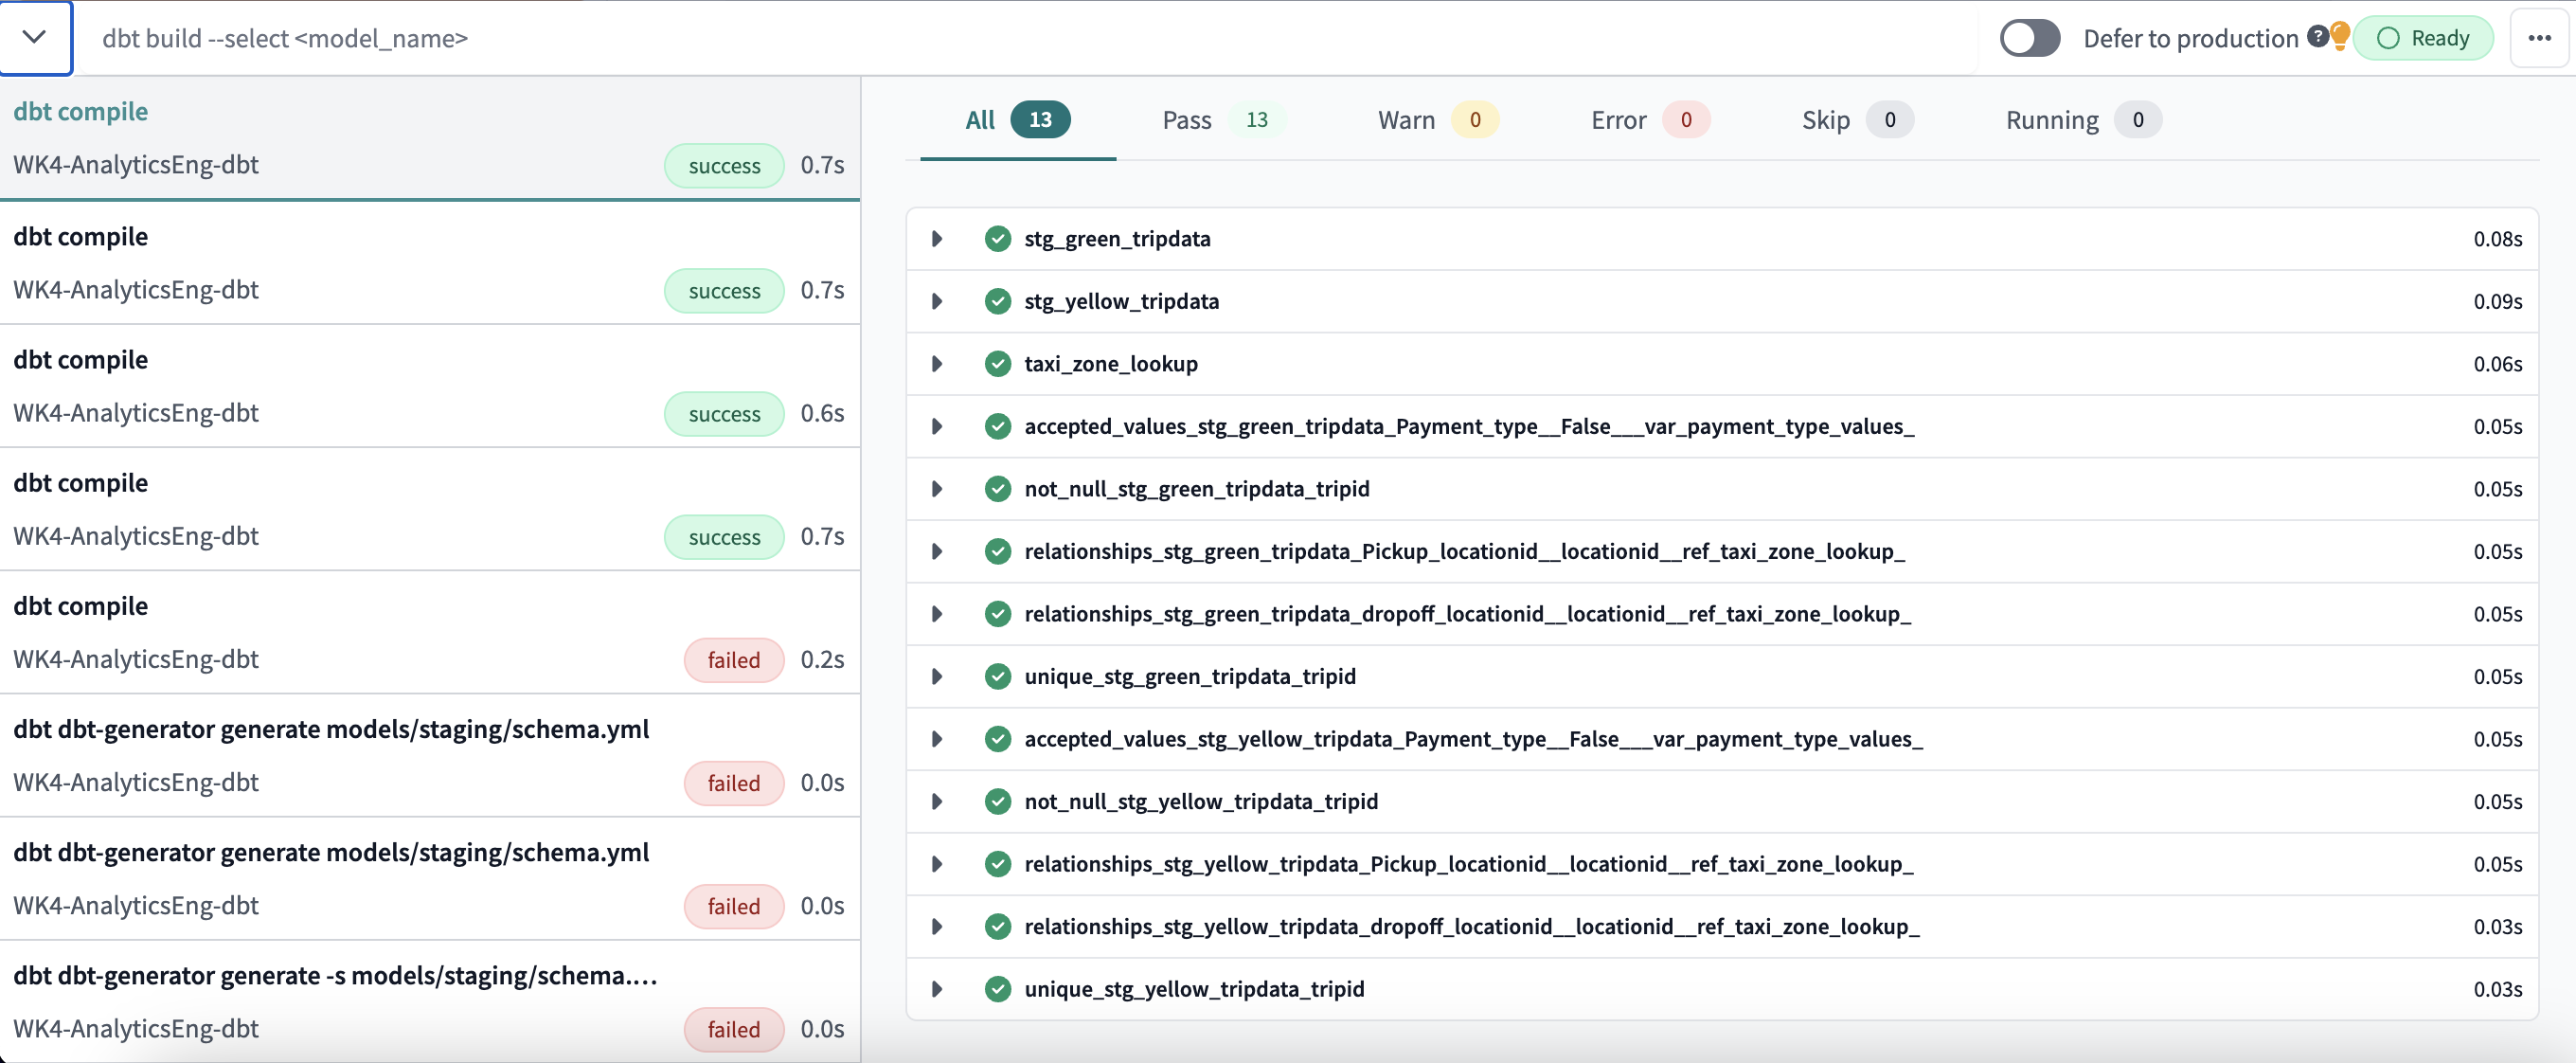 dbt build --select <model_name>
Defer to production ?
Ready
dbt compile
WK4-AnalyticsEng-dbt success 0.7s
dbt compile
WK4-AnalyticsEng-dbt success 0.7s
dbt compile
WK4-AnalyticsEng-dbt success 0.6s
dbt compile
WK4-AnalyticsEng-dbt success 0.7s
dbt compile
WK4-AnalyticsEng-dbt failed 0.2s
dbt dbt-generator generate models/staging/schema.yml
WK4-AnalyticsEng-dbt failed 0.0s
dbt dbt-generator generate models/staging/schema.yml
WK4-AnalyticsEng-dbt failed 0.0s
dbt dbt-generator generate -s models/staging/schema.…
WK4-AnalyticsEng-dbt failed 0.0s
All 13 Pass 13 Warn 0 Error 0 Skip 0 Running 0
stg_green_tripdata 0.08s
stg_yellow_tripdata 0.09s
taxi_zone_lookup 0.06s
accepted_values_stg_green_tripdata_Payment_type__False___var_payment_type_values_ 0.05s
not_null_stg_green_tripdata_tripid 0.05s
relationships_stg_green_tripdata_Pickup_locationid__locationid__ref_taxi_zone_lookup_ 0.05s
relationships_stg_green_tripdata_dropoff_locationid__locationid__ref_taxi_zone_lookup_ 0.05s
unique_stg_green_tripdata_tripid 0.05s
accepted_values_stg_yellow_tripdata_Payment_type__False___var_payment_type_values_ 0.05s
not_null_stg_yellow_tripdata_tripid 0.05s
relationships_stg_yellow_tripdata_Pickup_locationid__locationid__ref_taxi_zone_lookup_ 0.05s
relationships_stg_yellow_tripdata_dropoff_locationid__locationid__ref_taxi_zone_lookup_ 0.03s
unique_stg_yellow_tripdata_tripid 0.03s